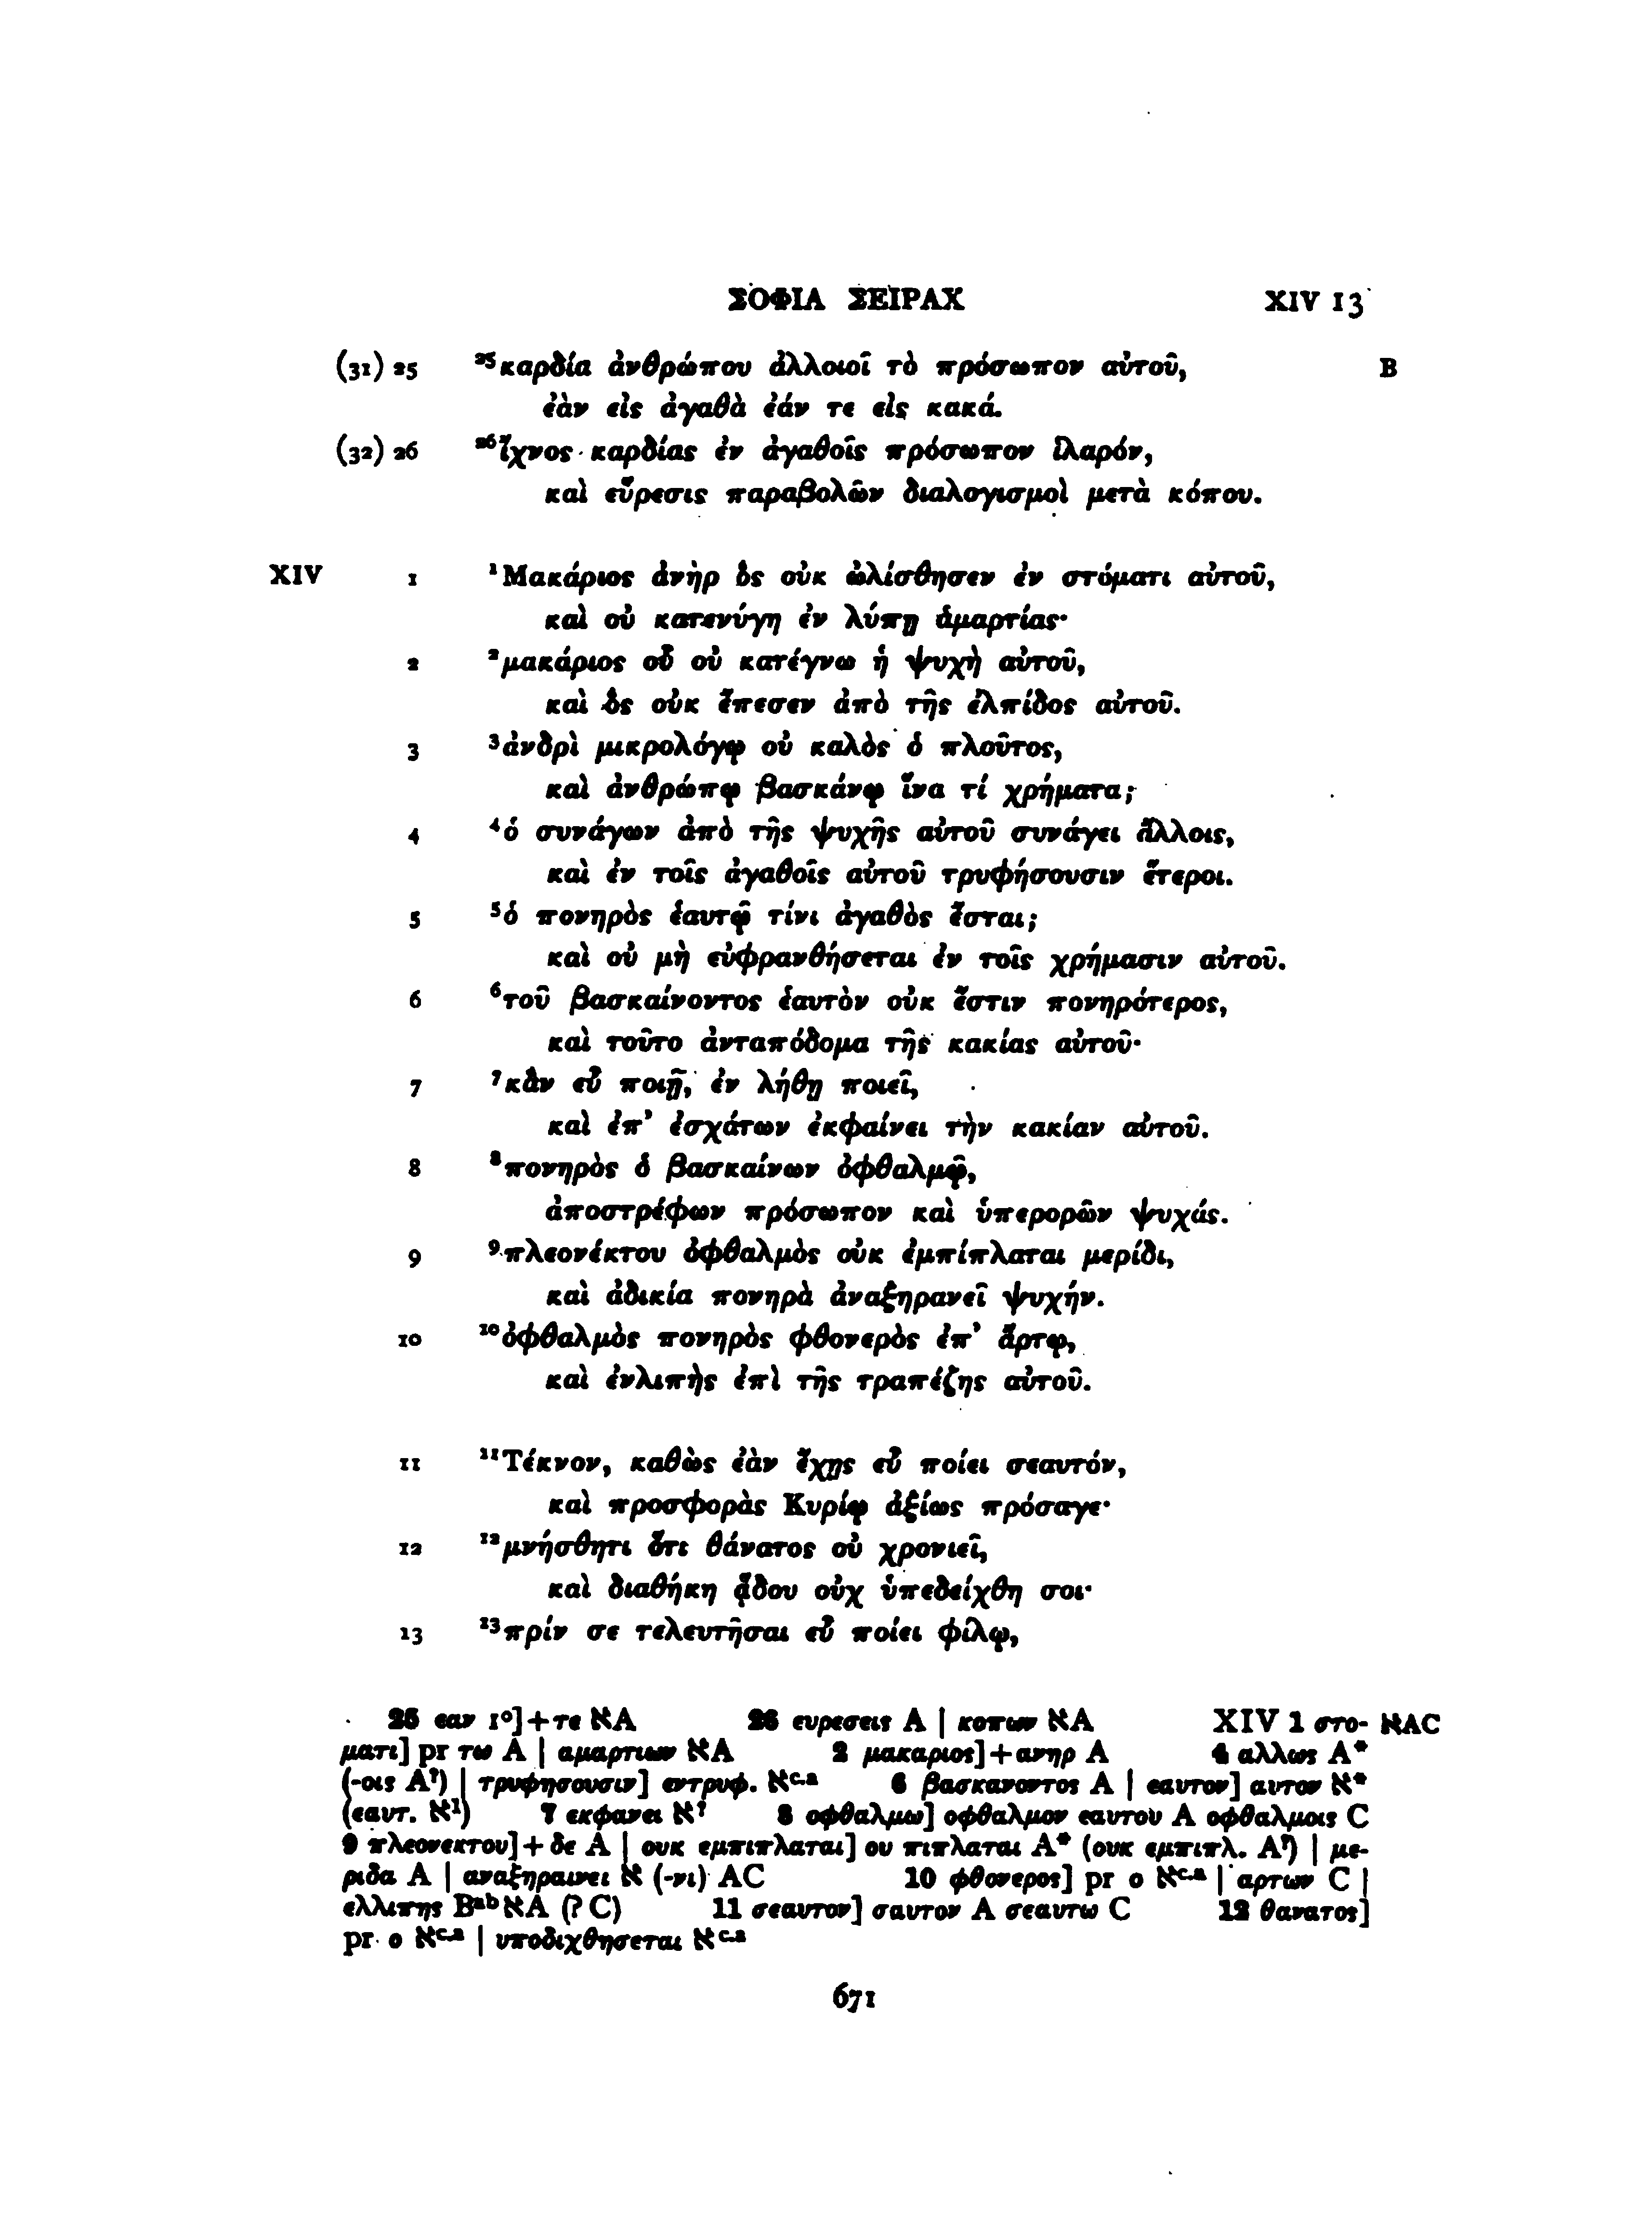 ΣΟΦΙΑ ΣΕΙΡΑΧ XIV 13
(31) 25 ²⁵καρδία ἀνθρώπου ἀλλοιοῖ τὸ πρόσωπον αὐτοῦ, B
ἐὰν εἰς ἀγαθὰ ἐάν τε εἰς κακά.
(32) 26 ²⁶ἴχνος καρδίας ἐν ἀγαθοῖς πρόσωπον ἱλαρόν,
καὶ εὕρεσις παραβολῶν διαλογισμοὶ μετὰ κόπου.
XIV 1 ¹Μακάριος ἀνὴρ ὃς οὐκ ὠλίσθησεν ἐν στόματι αὐτοῦ,
καὶ οὐ κατενύγη ἐν λύπῃ ἁμαρτίας·
2 ²μακάριος οὗ οὐ κατέγνω ἡ ψυχὴ αὐτοῦ,
καὶ ὃς οὐκ ἔπεσεν ἀπὸ τῆς ἐλπίδος αὐτοῦ.
3 ³ἀνδρὶ μικρολόγῳ οὐ καλὸς ὁ πλοῦτος,
καὶ ἀνθρώπῳ βασκάνῳ ἵνα τί χρήματα;
4 ⁴ὁ συνάγων ἀπὸ τῆς ψυχῆς αὐτοῦ συνάγει ἄλλοις,
καὶ ἐν τοῖς ἀγαθοῖς αὐτοῦ τρυφήσουσιν ἕτεροι.
5 ⁵ὁ πονηρὸς ἑαυτῷ τίνι ἀγαθὸς ἔσται;
καὶ οὐ μὴ εὐφρανθήσεται ἐν τοῖς χρήμασιν αὐτοῦ.
6 ⁶τοῦ βασκαίνοντος ἑαυτὸν οὐκ ἔστιν πονηρότερος,
καὶ τοῦτο ἀνταπόδομα τῆς κακίας αὐτοῦ·
7 ⁷κἂν εὖ ποιῇ, ἐν λήθῃ ποιεῖ,
καὶ ἐπ’ ἐσχάτων ἐκφαίνει τὴν κακίαν αὐτοῦ.
8 ⁸πονηρὸς ὁ βασκαίνων ὀφθαλμῷ,
ἀποστρέφων πρόσωπον καὶ ὑπερορῶν ψυχάς.
9 ⁹πλεονέκτου ὀφθαλμὸς οὐκ ἐμπίπλαται μερίδι,
καὶ ἀδικία πονηρὰ ἀναξηρανεῖ ψυχήν.
10 ¹⁰ὀφθαλμὸς πονηρὸς φθονερὸς ἐπ’ ἄρτῳ,
καὶ ἐνλιπὴς ἐπὶ τῆς τραπέζης αὐτοῦ.
11 ¹¹Τέκνον, καθὼς ἐὰν ἔχῃς εὖ ποίει σεαυτόν,
καὶ προσφορὰς Κυρίῳ ἀξίως πρόσαγε·
12 ¹²μνήσθητι ὅτι θάνατος οὐ χρονιεῖ,
καὶ διαθήκη ᾅδου οὐχ ὑπεδείχθη σοι·
13 ¹³πρίν σε τελευτῆσαι εὖ ποίει φίλῳ,
25 εαν 1°]+τε אA 26 ευρεσεις A | κοπων אA XIV 1 στο- אAC
ματι] pr τω A | αμαρτιων אA 2 μακαριος]+ανηρ A 4 αλλως A*
(-οις A?) | τρυφησουσιν] εντρυφ. אc.a 6 βασκανοντος A | εαυτον] αυτον א*
(εαυτ. א1) 7 εκφανει א? 8 οφθαλμω] οφθαλμον εαυτου A οφθαλμοις C
9 πλεονεκτου]+δε A | ουκ εμπιπλαται] ου πιπλαται A* (ουκ εμπιπλ. A?) | με-
ριδα A | αναξηραινει א (-νι) AC 10 φθονερος] pr ο אc.a | αρτων C |
ελλιπης Bab אA (? C) 11 σεαυτον] σαυτον A σεαυτω C 12 θανατος]
pr ο אc.a | υποδιχθησεται אc.a
671